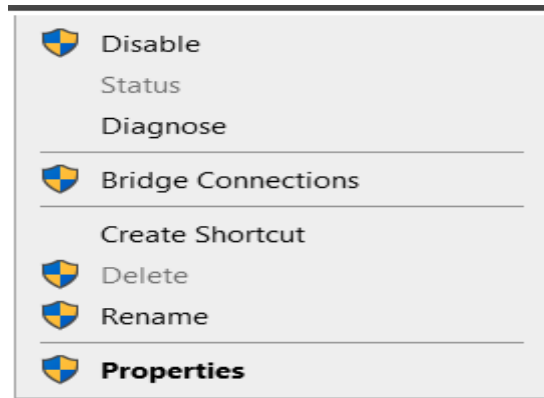 Disable
Status
Diagnose
Bridge Connections
Create Shortcut
Delete
Rename
Properties